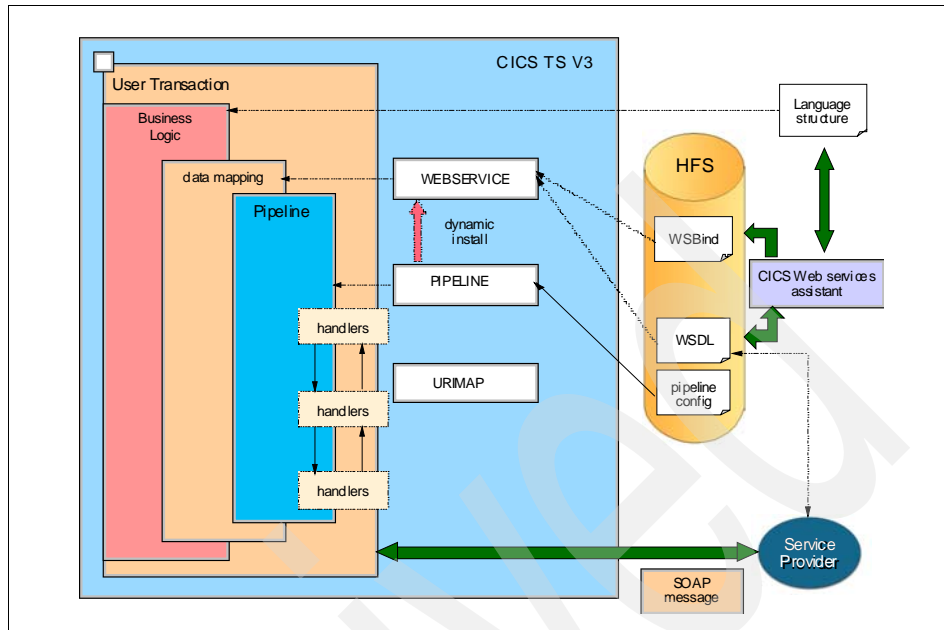 CICS TS V3
User Transaction
Business
Logic
data mapping
Pipeline
handlers
handlers
handlers
WEBSERVICE
dynamic
install
PIPELINE
URIMAP
Language
structure
HFS
WSBind
CICS Web services
assistant
WSDL
pipeline
config
Service
Provider
SOAP
message